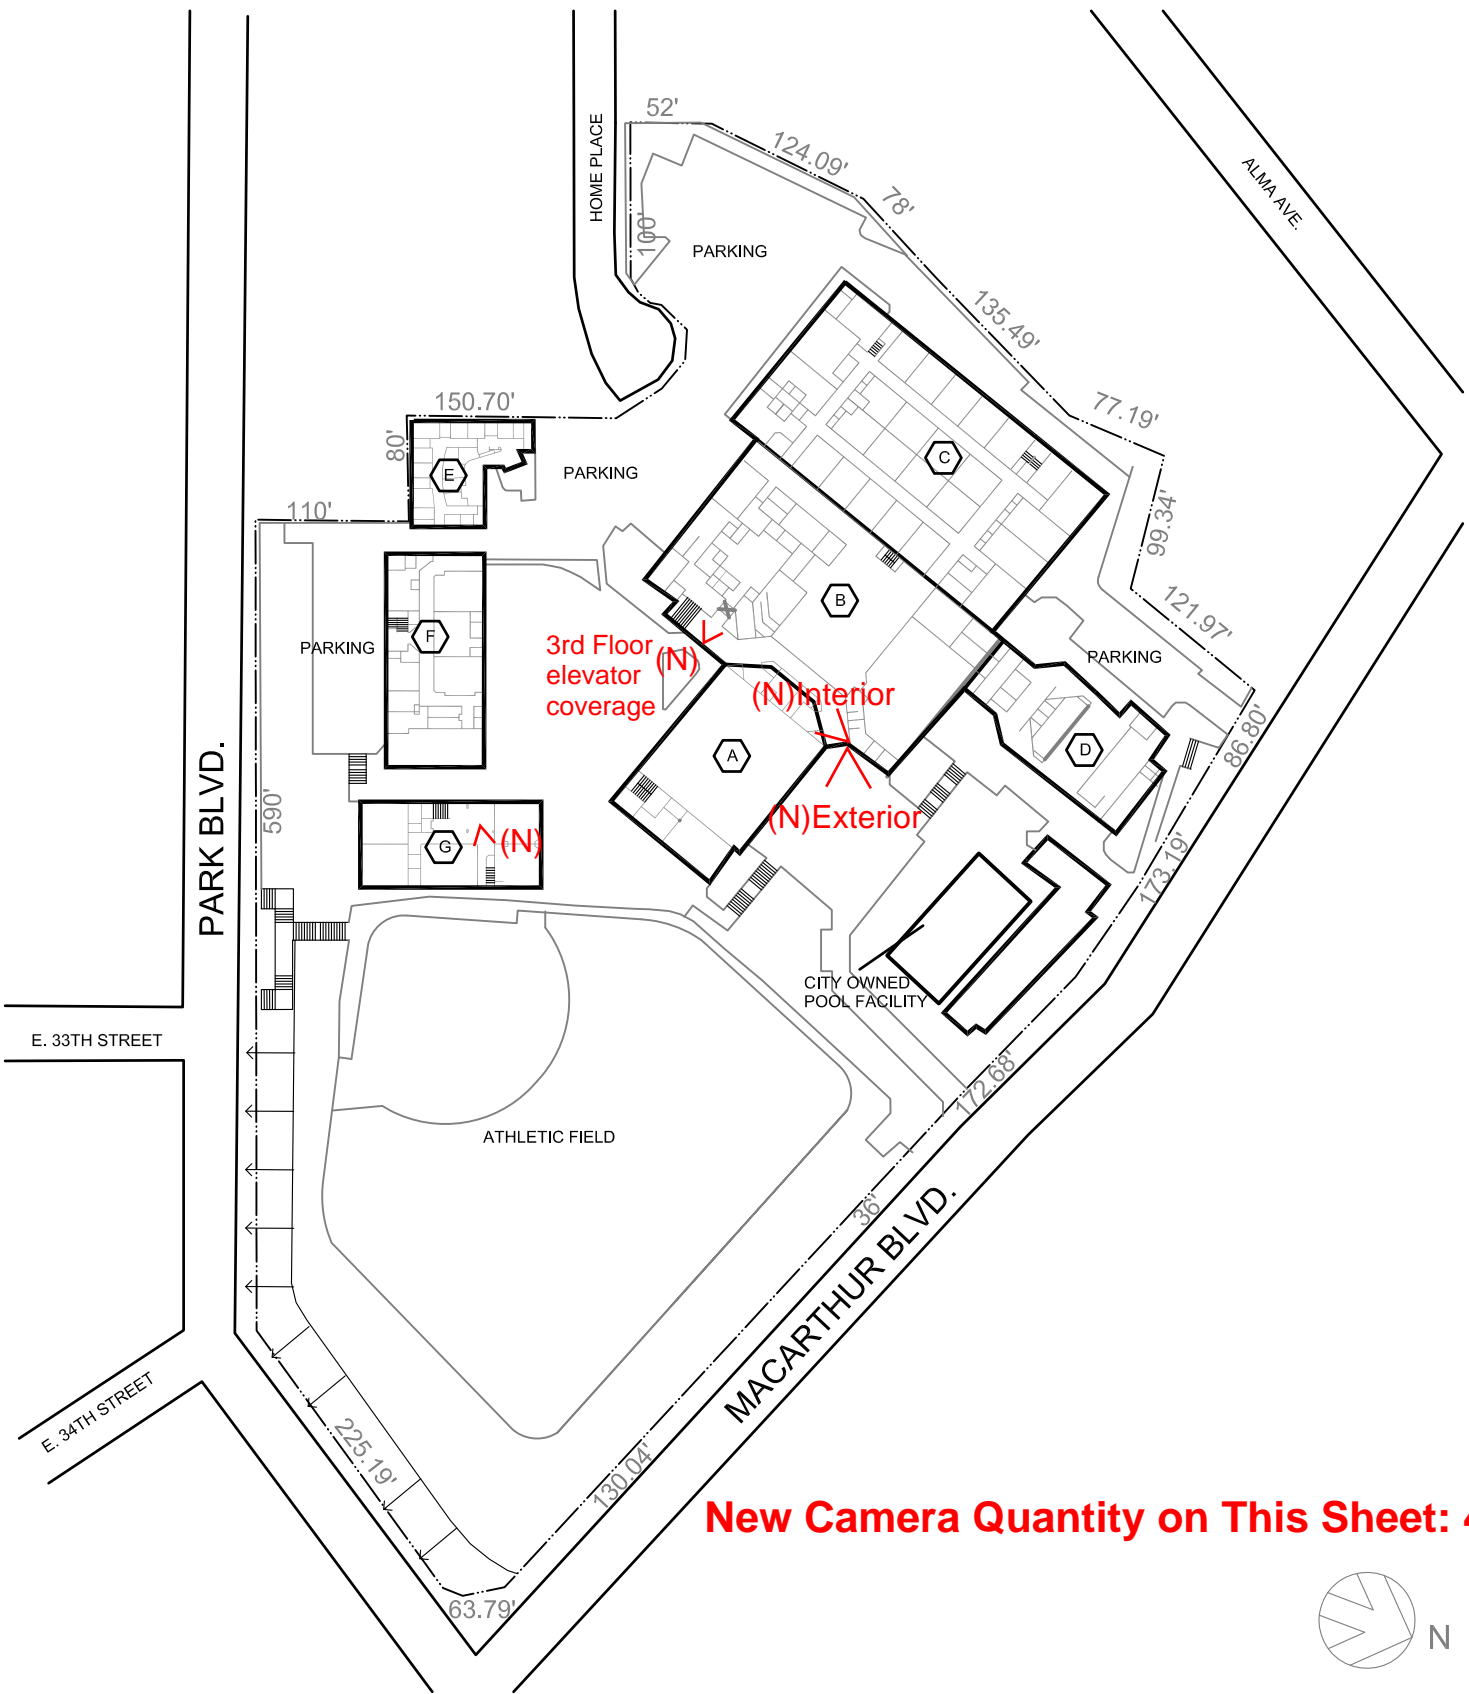 52'
124.09'
78'
HOME PLACE
ALMA AVE.
100'
PARKING
135.49'
77.19'
150.70'
80'
C
E
PARKING
110'
99.34'
B
121.97'
F
PARKING
3rd Floor
elevator
coverage
(N)
PARKING
(N)Interior
A
D
86.80'
PARK BLVD.
590'
(N)Exterior
G
(N)
173.19'
CITY OWNED
POOL FACILITY
E. 33TH STREET
172.68'
ATHLETIC FIELD
36'
MACARTHUR BLVD.
E. 34TH STREET
225.19'
130.04'
New Camera Quantity on This Sheet:
63.79'
N